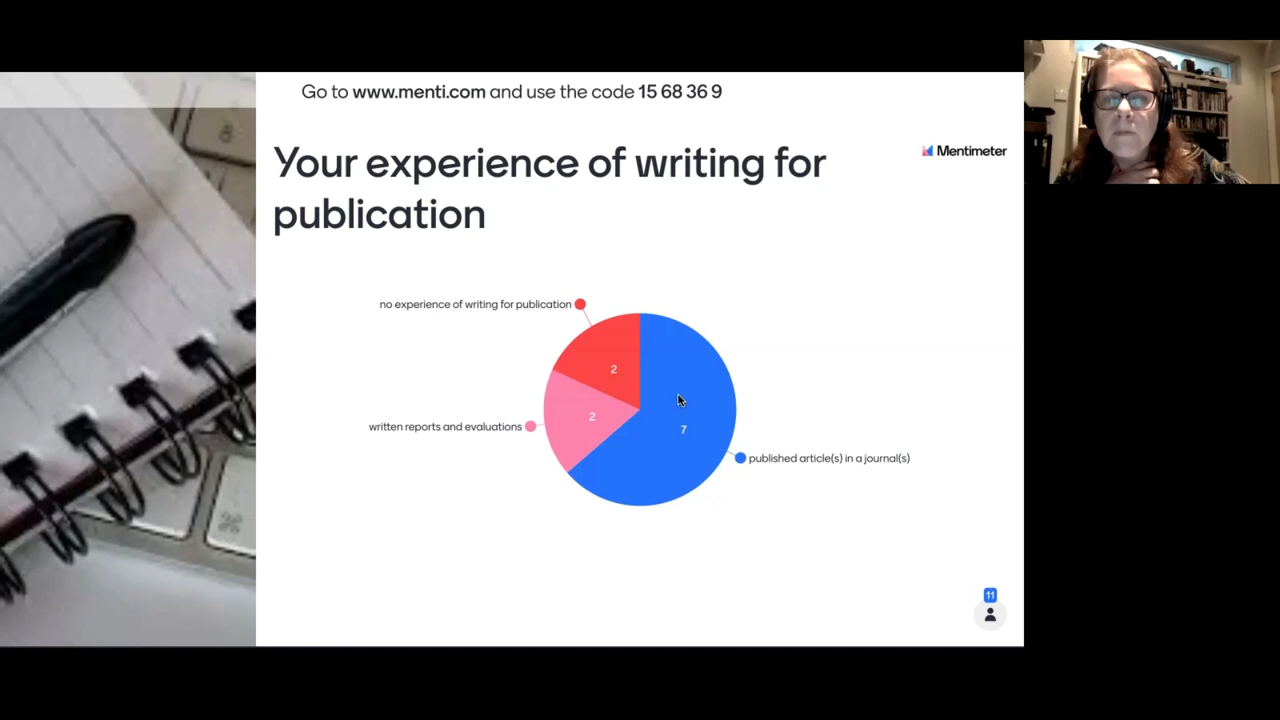 Go to www.menti.com and use the code 15 68 36 9
Your experience of writing for
publication
Mentimeter
no experience of writing for publication
2
written reports and evaluations
2
7
published article(s) in a journal(s)
11
8
⌘